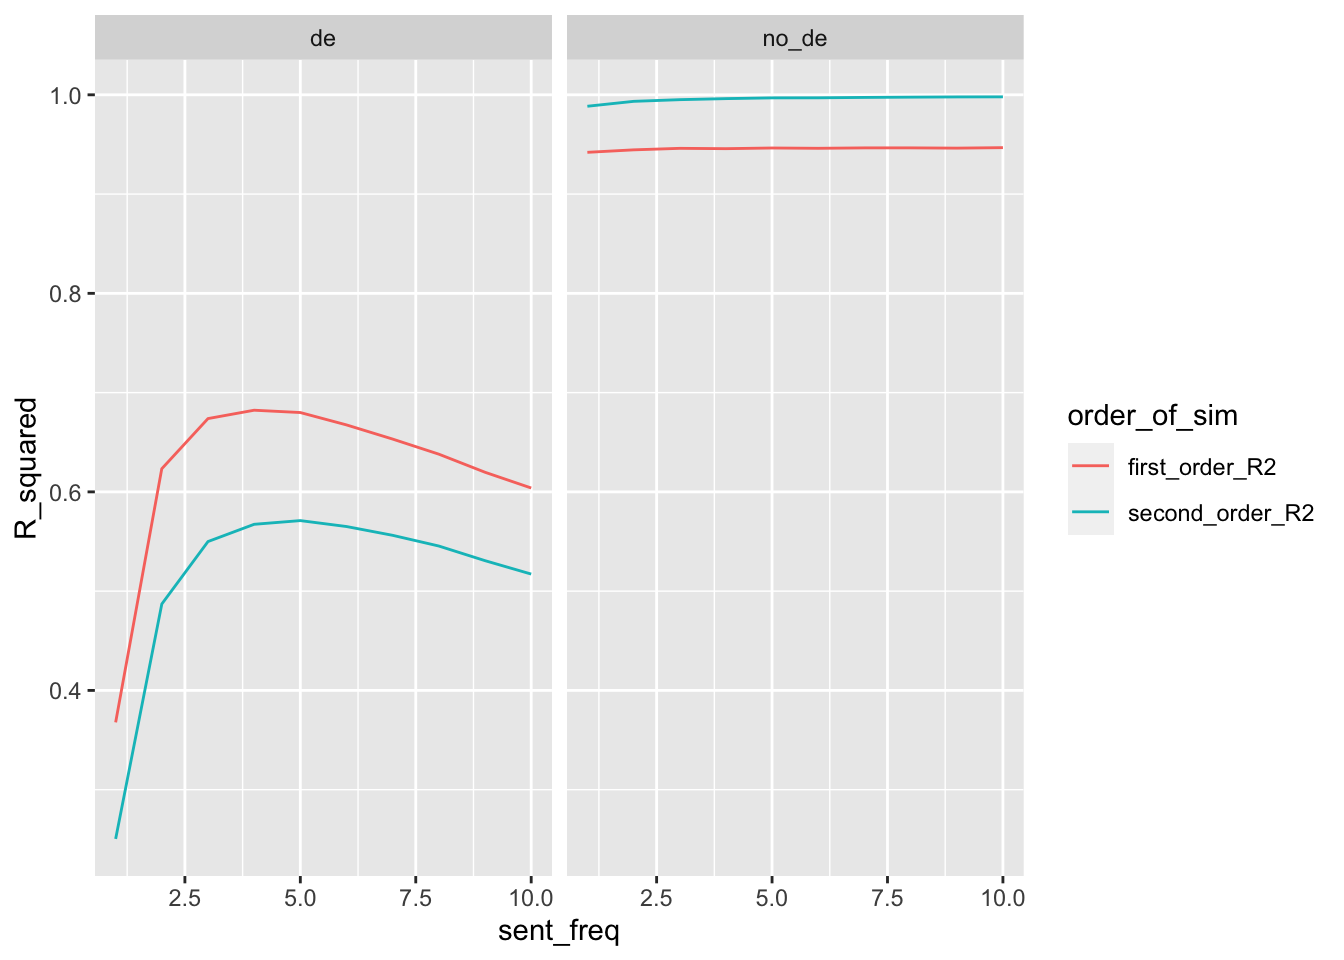 de
no_de
1.0
0.8
0.6
0.4
R_squared
2.5 5.0 7.5 10.0
2.5 5.0 7.5 10.0
sent_freq
order_of_sim
first_order_R2
second_order_R2